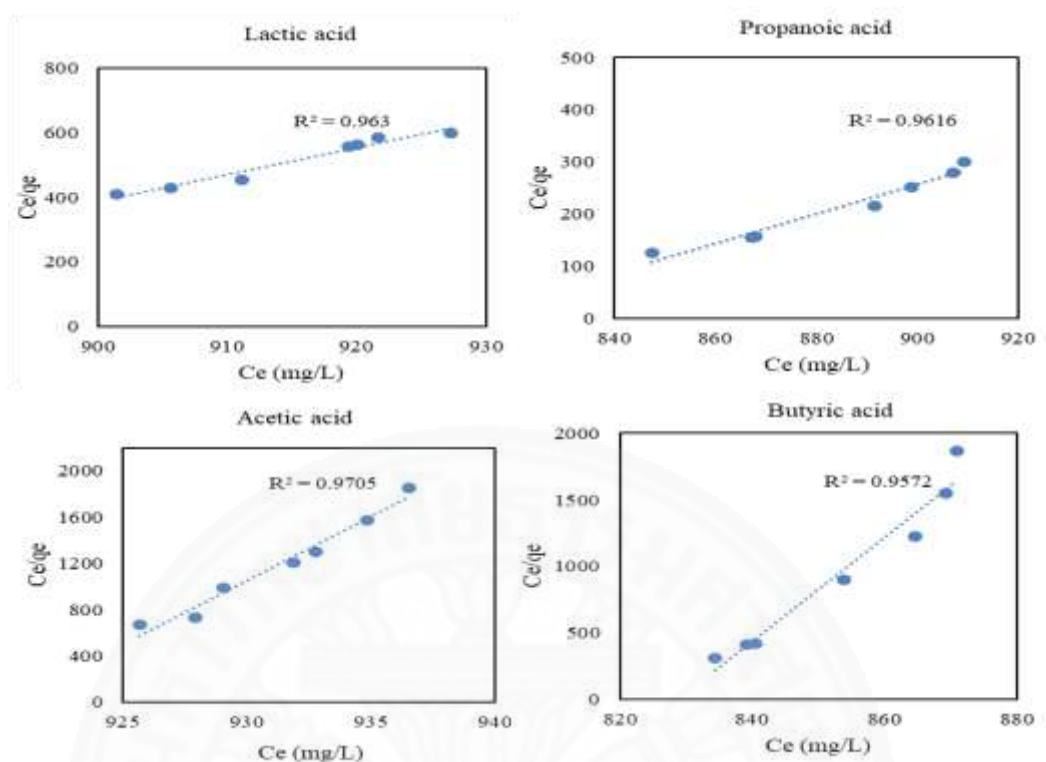 Lactic acid
800
600
400
200
0
R² = 0.963
Ce/qe
900
910
920
930
Ce (mg/L)
Propanoic acid
500
400
300
200
100
0
R² = 0.9616
Ce/qe
840
860
880
900
920
Ce (mg/L)
Acetic acid
2000
1600
1200
800
400
0
R² = 0.9705
Ce/qe
925
930
935
940
Ce (mg/L)
Butyric acid
2000
1500
1000
500
0
R² = 0.9572
Ce/qe
820
840
860
880
Ce (mg/L)